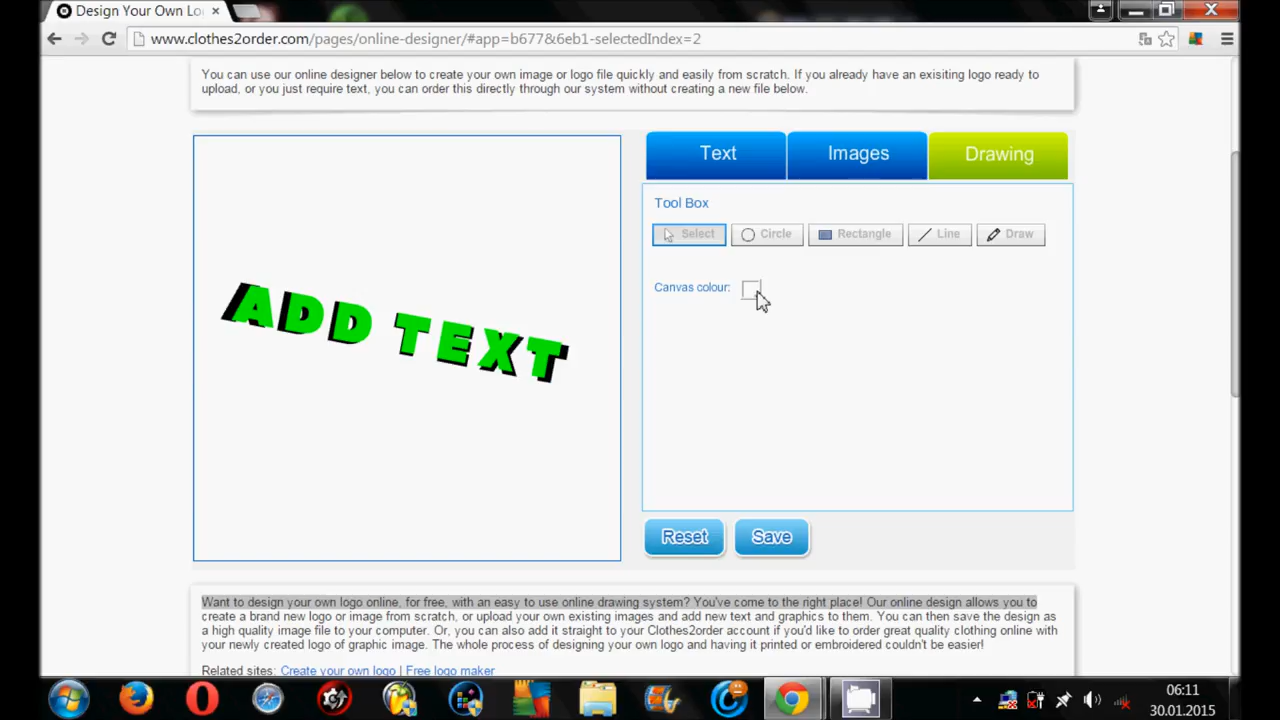 Design Your Own Lo
www.clothes2order.com/pages/online-designer/#app=b677&6eb1-selectedIndex=2
You can use our online designer below to create your own image or logo file quickly and easily from scratch. If you already have an exisiting logo ready to
upload, or you just require text, you can order this directly through our system without creating a new file below.
Text Images Drawing
Tool Box
Select Circle Rectangle Line Draw
Canvas colour:
ADD TEXT
Reset Save
Want to design your own logo online, for free, with an easy to use online drawing system? You've come to the right place! Our online design allows you to
create a brand new logo or image from scratch, or upload your own existing images and add new text and graphics to them. You can then save the design as
a high quality image file to your computer. Or, you can also add it straight to your Clothes2order account if you'd like to order great quality clothing online with
your newly created logo of graphic image. The whole process of designing your own logo and having it printed or embroidered couldn't be easier!
Related sites: Create your own logo | Free logo maker
06:11
30.01.2015